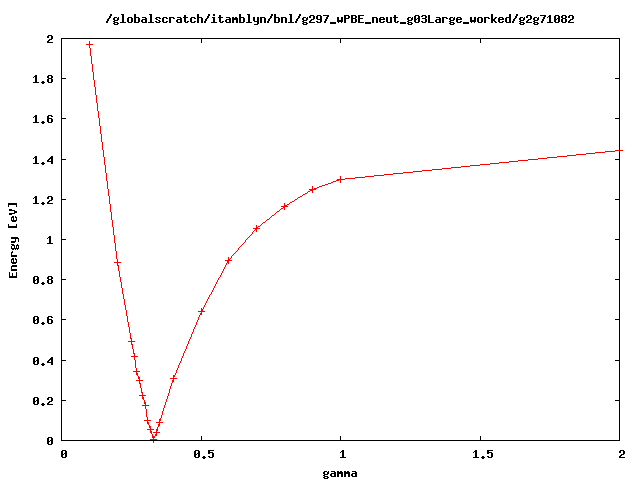 /globalscratch/itamblyn/bnl/g297_wPBE_neut_g03Large_worked/g2g71082
2
1.8
1.6
1.4
1.2
1
0.8
0.6
0.4
0.2
0
Energy [eV]
0 0.5 1 1.5 2
gamma